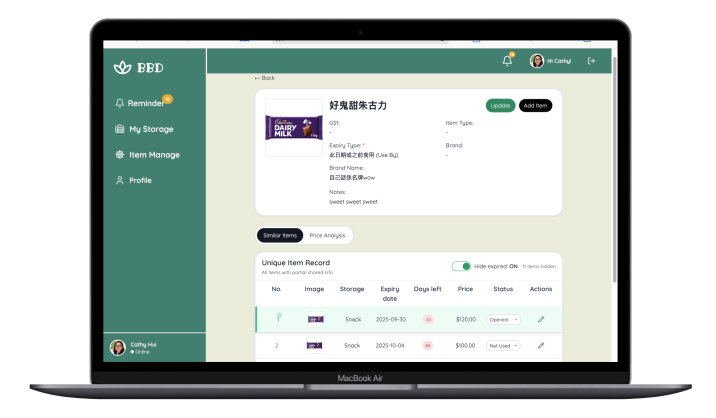 BBD
Hi Cathy!
Reminder
My Storage
Item Manage
Profile
Cathy Hui
Online
← Back
好鬼甜朱古力
Update
Add Item
Cadbury
DAIRY
MILK
GST:
-
Item Type:
-
Expiry Type: *
此日期或之前食用 (Use By)
Brand:
-
Brand Name:
自己話係名牌wow
Notes:
sweet sweet sweet
Similar Items
Price Analysis
Unique Item Record
All items with partial shared info
Hide expired: ON
11 items hidden
No. Image Storage Expiry date Days left Price Status Actions
Snack 2025-09-30 $120.00 Opened
2 Snack 2025-10-04 $100.00 Not Used
MacBook Air